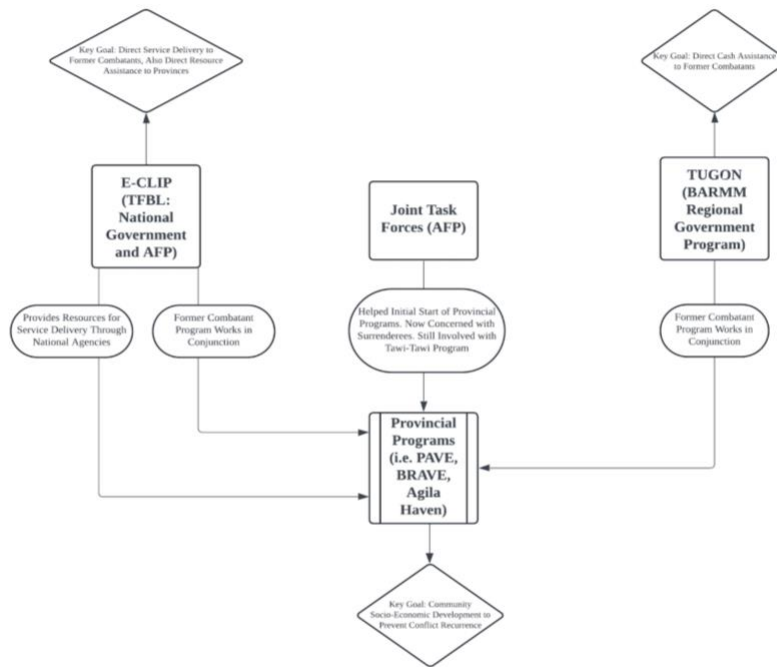 Key Goal: Direct Service Delivery to
Former Combatants, Also Direct Resource
Assistance to Provinces
Key Goal: Direct Cash Assistance
to Former Combatants
E-CLIP
(TFBL:
National
Government
and AFP)
Joint Task
Forces (AFP)
TUGON
(BARMM
Regional
Government
Program)
Provides Resources for
Service Delivery Through
National Agencies
Former Combatant
Program Works in
Conjunction
Helped Initial Start of Provincial
Programs. Now Concerned with
Surrenderees. Still Involved with
Tawi-Tawi Program
Former Combatant
Program Works in
Conjunction
Provincial
Programs
(i.e. PAVE,
BRAVE,
Agila
Haven)
Key Goal: Community
Socio-Economic Development to
Prevent Conflict Recurrence